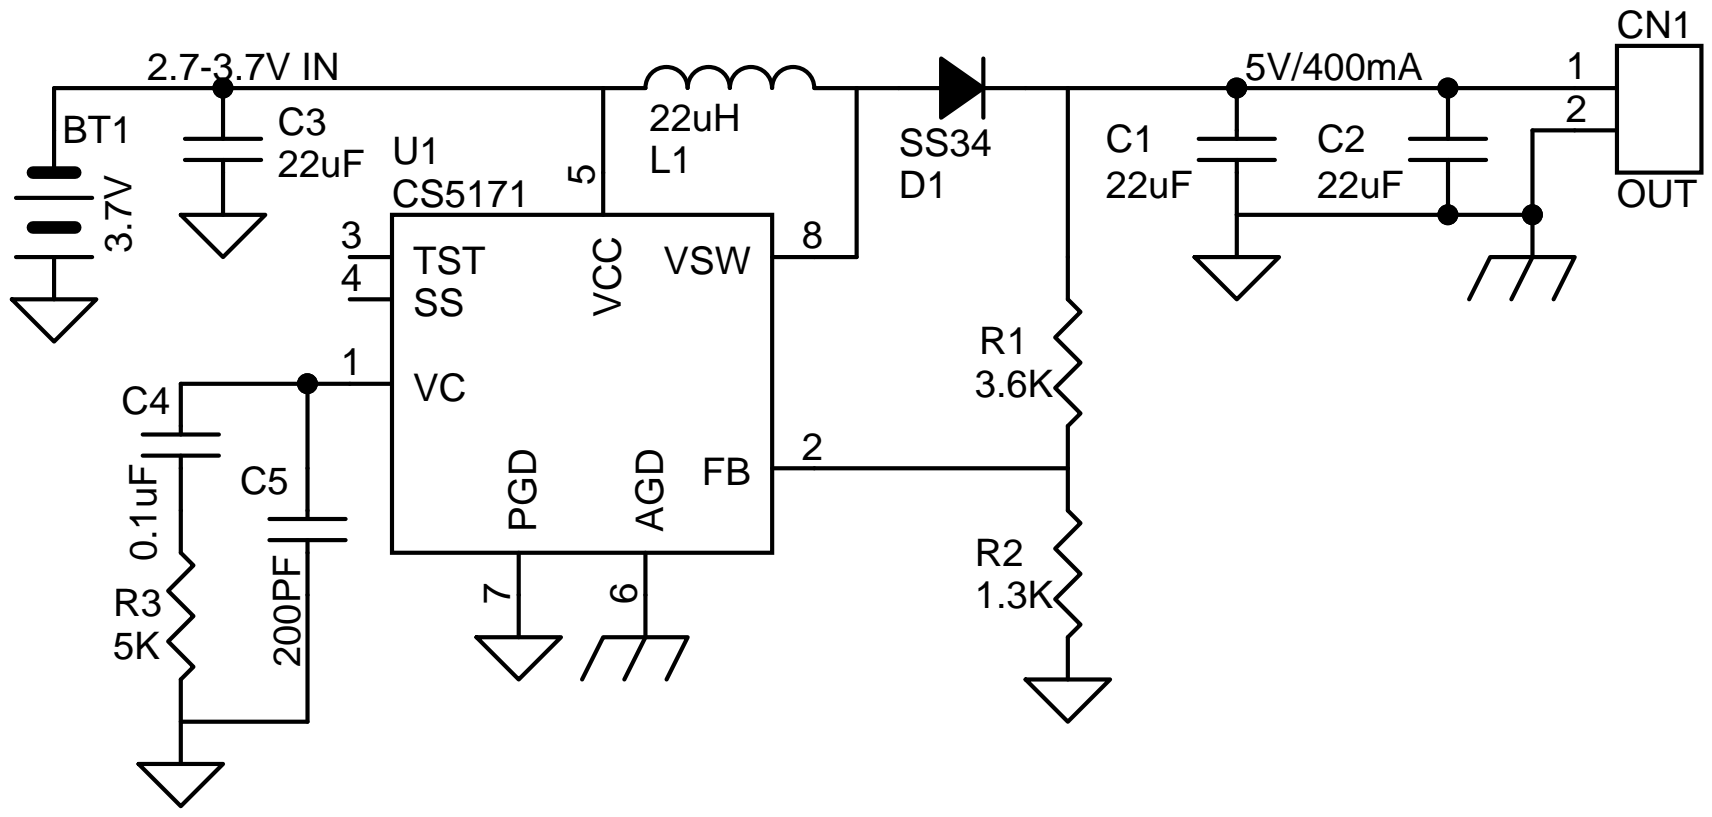 2.7-3.7V IN
BT1
3.7V
C3
22uF
U1
CS5171
5
22uH
L1
SS34
D1
5V/400mA
C1
22uF
C2
22uF
CN1
1
2
OUT
3
TST
4
SS
VCC
VSW
8
1
VC
C4
0.1uF
C5
200PF
R3
5K
PGD
7
AGD
6
FB
2
R1
3.6K
R2
1.3K